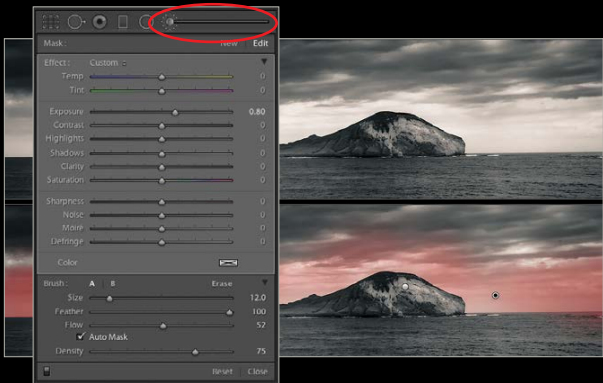 Mask: New Edit
Effect: Custom
Temp 0
Tint 0
Exposure 0.80
Contrast 0
Highlights 0
Shadows 0
Clarity 0
Saturation 0
Sharpness 0
Noise 0
Moire 0
Defringe 0
Color
Brush: A B Erase
Size 12.0
Feather 100
Flow 52
Auto Mask
Density 75
Reset Close